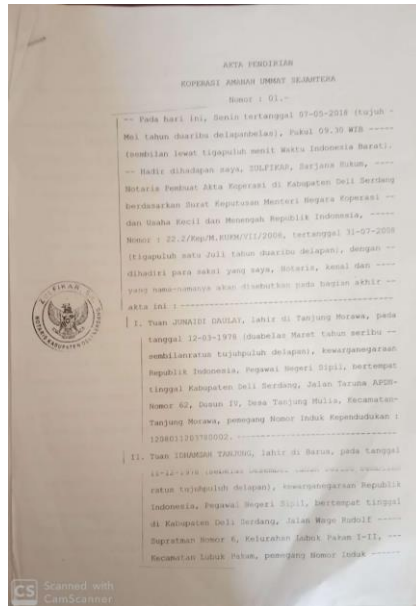 AKTA PENDIRIAN
KOPERASI AMANAH UMMAT SEJAHTERA
Nomor : 01.-
-- Pada hari ini, Senin tertanggal 07-05-2018 (tujuh -
Mei tahun duaribu delapanbelas), Pukul 09.30 WIB -----
(sembilan lewat tigapuluh menit Waktu Indonesia Barat).
-- Hadir dihadapan saya, ZULFIKAR, Sarjana Hukum, ----
Notaris Pembuat Akta Koperasi di Kabupaten Deli Serdang
berdasarkan Surat Keputusan Menteri Negara Koperasi --
dan Usaha Kecil dan Menengah Republik Indonesia, -----
Nomor : 22.2/Kep/M.KUKM/VII/2008, tertanggal 31-07-2008
(tigapuluh satu Juli tahun duaribu delapan), dengan --
dihadiri para saksi yang saya, Notaris, kenal dan ----
yang nama-namanya akan disebutkan pada bagian akhir --
akta ini : -------------------------------------------
I. Tuan JUNAIDI DAULAY, lahir di Tanjung Morawa, pada
tanggal 12-03-1978 (duabelas Maret tahun seribu --
sembilanratus tujuhpuluh delapan), kewarganegaraan
Republik Indonesia, Pegawai Negeri Sipil, bertempat
tinggal Kabupaten Deli Serdang, Jalan Taruna
Nomor 62, Dusun IV, Desa Tanjung Mulia, Kecamatan-
Tanjung Morawa, pemegang Nomor Induk Kependudukan :
II. Tuan TANJUNG, lahir di Barus, pada tanggal
ratus tujuhpuluh delapan), kewarganegaraan Republik
Indonesia, Pegawai Negeri Sipil, bertempat tinggal
di Kabupaten Deli Serdang, Jalan Wage Rudolf -----
Supratman Nomor 6, Kelurahan Lubuk Pakam I-II, ---
Kecamatan Lubuk Pakam, pemegang Nomor Induk ------
NOTARIS KABUPATEN DELI SERDANG
CS Scanned with
CamScanner